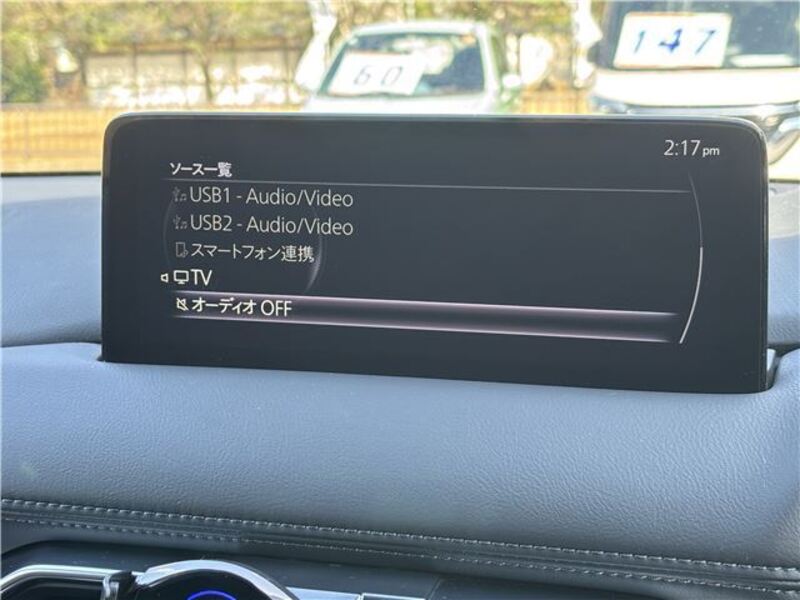 60
147
2:17pm
ソース一覧
USB1 - Audio/Video
USB2 - Audio/Video
スマートフォン連携
TV
オーディオ OFF